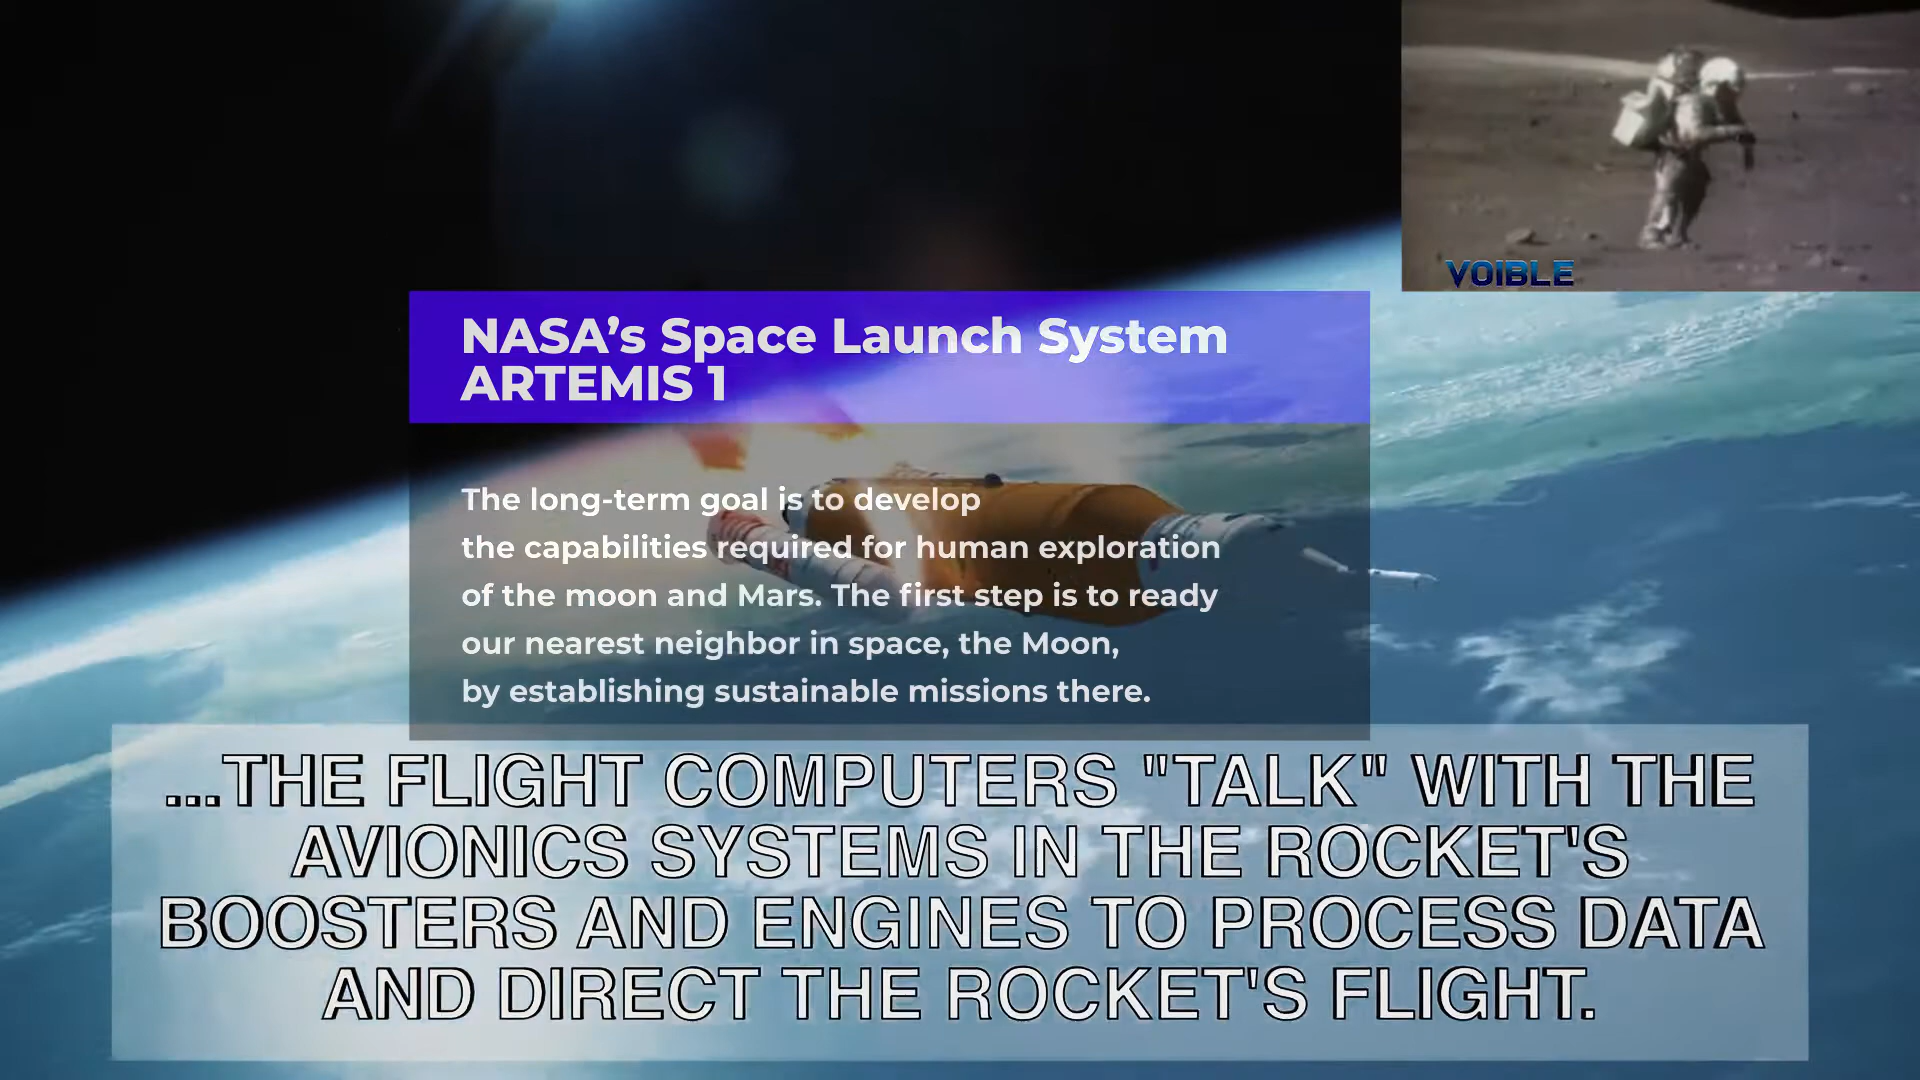 VOIBLE
NASA’s Space Launch System
ARTEMIS 1
The long-term goal is to develop
the capabilities required for human exploration
of the moon and Mars. The first step is to ready
our nearest neighbor in space, the Moon,
by establishing sustainable missions there.
...THE FLIGHT COMPUTERS "TALK" WITH THE
AVIONICS SYSTEMS IN THE ROCKET'S
BOOSTERS AND ENGINES TO PROCESS DATA
AND DIRECT THE ROCKET'S FLIGHT.